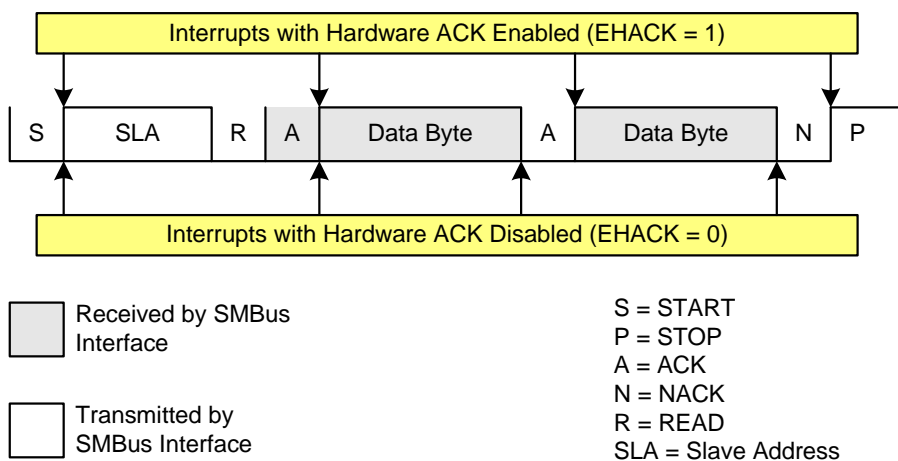 Interrupts with Hardware ACK Enabled (EHACK = 1)
S SLA R A Data Byte A Data Byte N P
Interrupts with Hardware ACK Disabled (EHACK = 0)
Received by SMBus
Interface
Transmitted by
SMBus Interface
S = START
P = STOP
A = ACK
N = NACK
R = READ
SLA = Slave Address